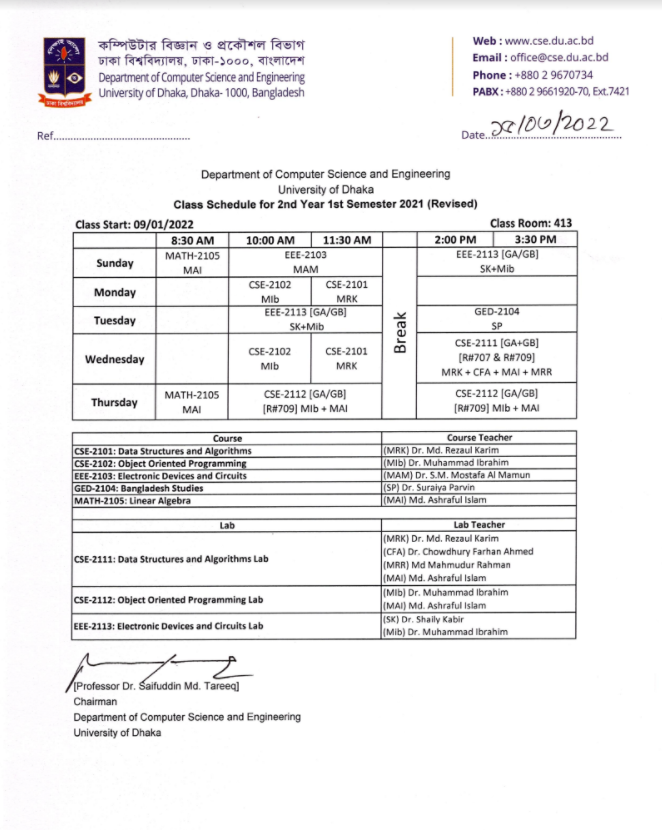 কম্পিউটার বিজ্ঞান ও প্রকৌশল বিভাগ
ঢাকা বিশ্ববিদ্যালয়, ঢাকা-১০০০, বাংলাদেশ
Department of Computer Science and Engineering
University of Dhaka, Dhaka- 1000, Bangladesh
Web : www.cse.du.ac.bd
Email : office@cse.du.ac.bd
Phone : +880 2 9670734
PABX : +880 2 9661920-70, Ext.7421
Ref.
Date. /06/2022
Department of Computer Science and Engineering
University of Dhaka
Class Schedule for 2nd Year 1st Semester 2021 (Revised)
Class Start: 09/01/2022 Class Room: 413
8:30 AM 10:00 AM 11:30 AM 2:00 PM 3:30 PM
Break
Sunday MATH-2105 EEE-2103 EEE-2113 [GA/GB]
MAI MAM SK+Mib
Monday CSE-2102 CSE-2101
MIb MRK
Tuesday EEE-2113 [GA/GB] GED-2104
SK+Mib SP
Wednesday CSE-2102 CSE-2101 CSE-2111 [GA+GB]
MIb MRK [R#707 & R#709]
MRK + CFA + MAI + MRR
Thursday MATH-2105 CSE-2112 [GA/GB] CSE-2112 [GA/GB]
MAI [R#709] MIb + MAI [R#709] MIb + MAI
Course Course Teacher
CSE-2101: Data Structures and Algorithms (MRK) Dr. Md. Rezaul Karim
CSE-2102: Object Oriented Programming (MIb) Dr. Muhammad Ibrahim
EEE-2103: Electronic Devices and Circuits (MAM) Dr. S.M. Mostafa Al Mamun
GED-2104: Bangladesh Studies (SP) Dr. Suraiya Parvin
MATH-2105: Linear Algebra (MAI) Md. Ashraful Islam
Lab Lab Teacher
CSE-2111: Data Structures and Algorithms Lab (MRK) Dr. Md. Rezaul Karim
(CFA) Dr. Chowdhury Farhan Ahmed
(MRR) Md Mahmudur Rahman
(MAI) Md. Ashraful Islam
CSE-2112: Object Oriented Programming Lab (MIb) Dr. Muhammad Ibrahim
(MAI) Md. Ashraful Islam
EEE-2113: Electronic Devices and Circuits Lab (SK) Dr. Shaily Kabir
(Mib) Dr. Muhammad Ibrahim
[Professor Dr. Saifuddin Md. Tareeq]
Chairman
Department of Computer Science and Engineering
University of Dhaka